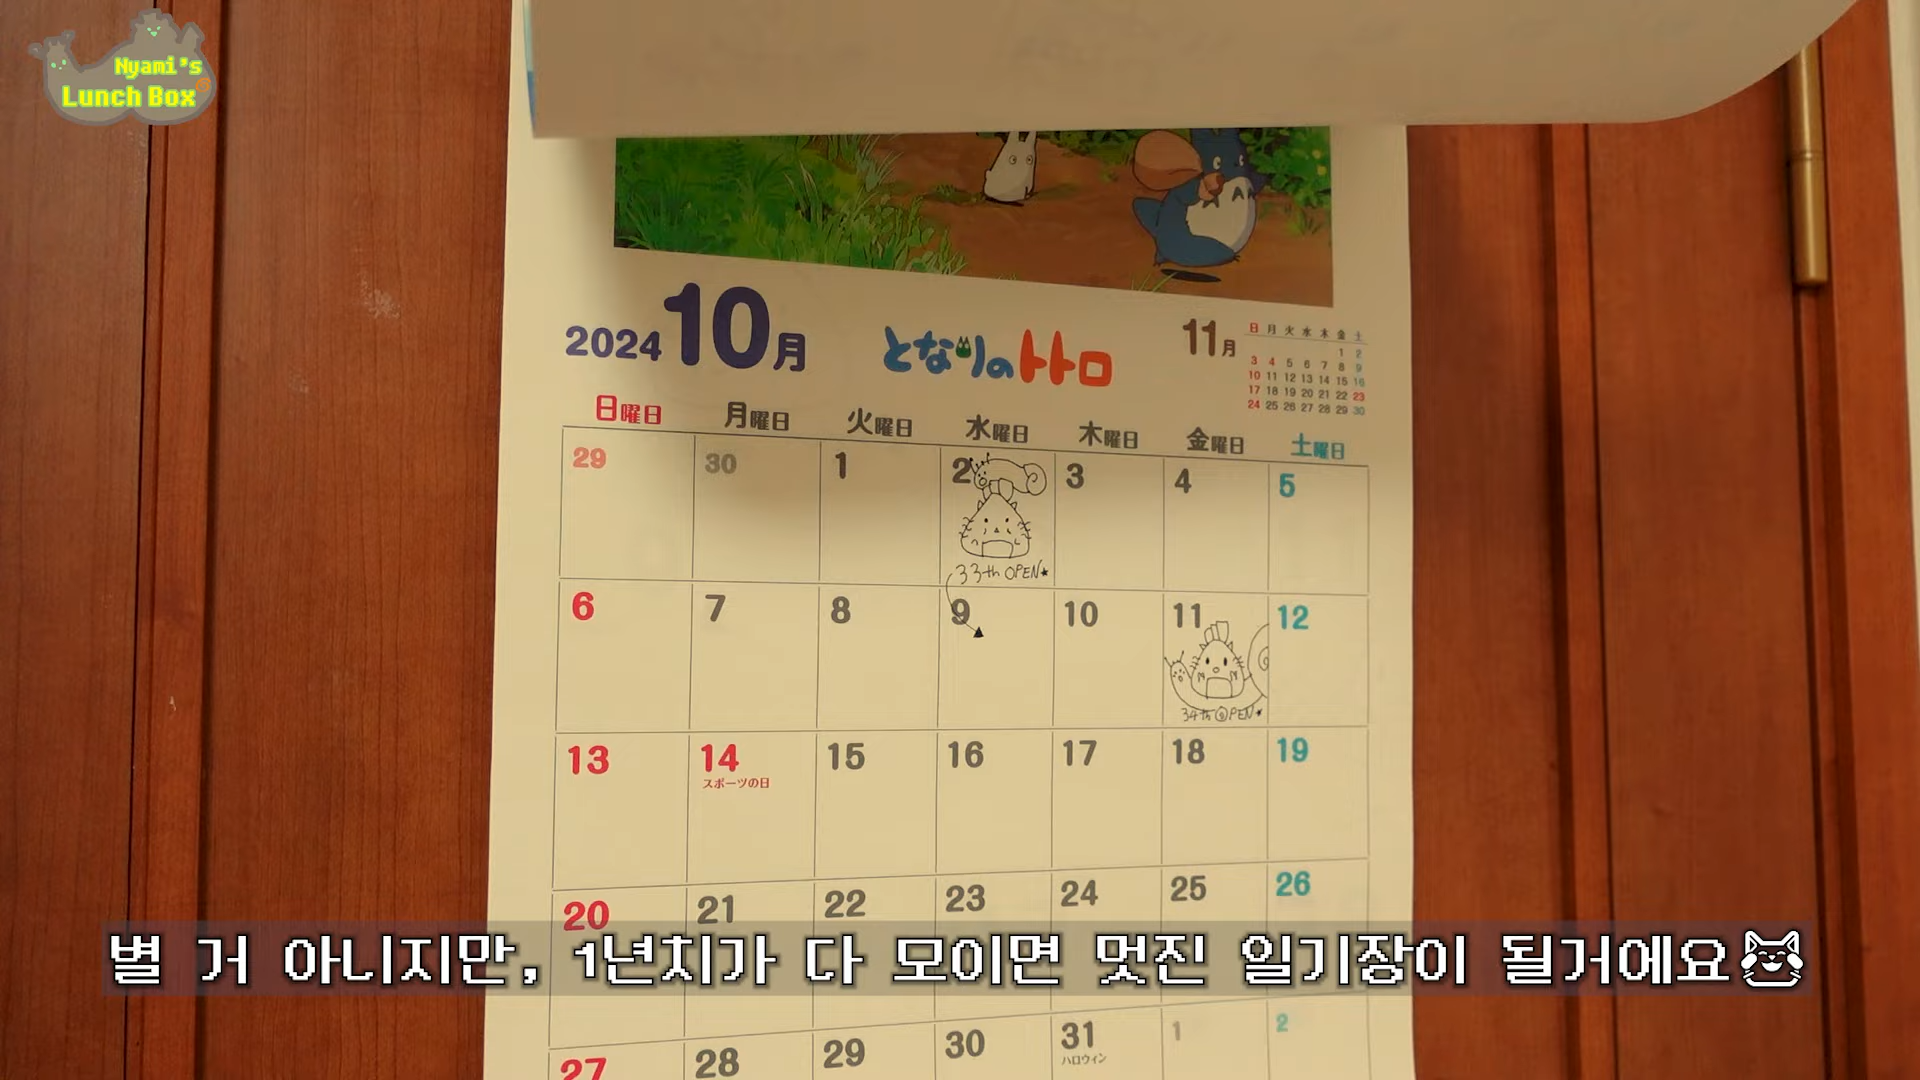 Nyami's
Lunch Box
2024 10月
となりのトトロ
11月
日 月 火 水 木 金 土
1 2
3 4 5 6 7 8 9
10 11 12 13 14 15 16
17 18 19 20 21 22 23
24 25 26 27 28 29 30
日曜日 月曜日 火曜日 水曜日 木曜日 金曜日 土曜日
29 30 1 2 3 4 5
33th OPEN★
6 7 8 9 10 11 12
34th OPEN★
13 14 15 16 17 18 19
スポーツの日
20 21 22 23 24 25 26
별 거 아니지만, 1년치가 다 모이면 멋진 일기장이 될거에요😹
27 28 29 30 31 1 2
ハロウィン